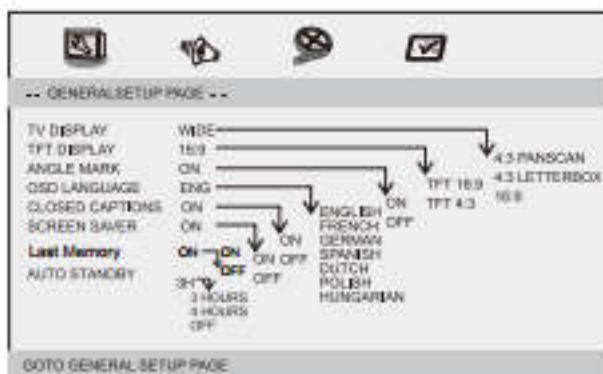 -- GENERAL SETUP PAGE --
TV DISPLAY WIDE
TFT DISPLAY 16:9
ANGLE MARK ON
OSD LANGUAGE ENG
CLOSED CAPTIONS ON
SCREEN SAVER ON
Last Memory ON
AUTO STANDBY 3H
4:3 PANSCAN
4:3 LETTERBOX
16:9
TFT 16:9
TFT 4:3
ON
OFF
ENGLISH
FRENCH
GERMAN
SPANISH
DUTCH
POLISH
HUNGARIAN
ON
OFF
ON
OFF
ON
OFF
3 HOURS
4 HOURS
OFF
GOTO GENERAL SETUP PAGE